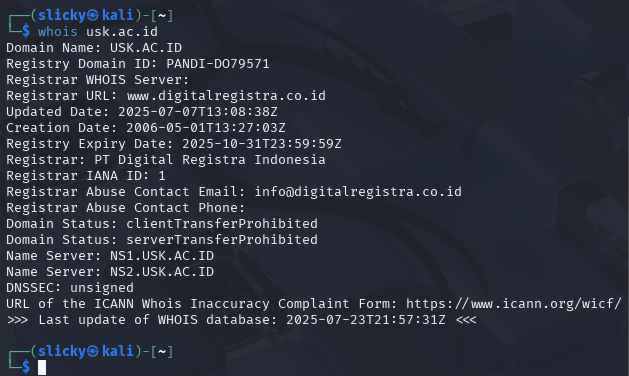 ┌──(slicky㉿kali)-[~]
└─$ whois usk.ac.id
Domain Name: USK.AC.ID
Registry Domain ID: PANDI-DO79571
Registrar WHOIS Server:
Registrar URL: www.digitalregistra.co.id
Updated Date: 2025-07-07T13:08:38Z
Creation Date: 2006-05-01T13:27:03Z
Registry Expiry Date: 2025-10-31T23:59:59Z
Registrar: PT Digital Registra Indonesia
Registrar IANA ID: 1
Registrar Abuse Contact Email: info@digitalregistra.co.id
Registrar Abuse Contact Phone:
Domain Status: clientTransferProhibited
Domain Status: serverTransferProhibited
Name Server: NS1.USK.AC.ID
Name Server: NS2.USK.AC.ID
DNSSEC: unsigned
URL of the ICANN Whois Inaccuracy Complaint Form: https://www.icann.org/wicf/
>>> Last update of WHOIS database: 2025-07-23T21:57:31Z <<<
┌──(slicky㉿kali)-[~]
└─$